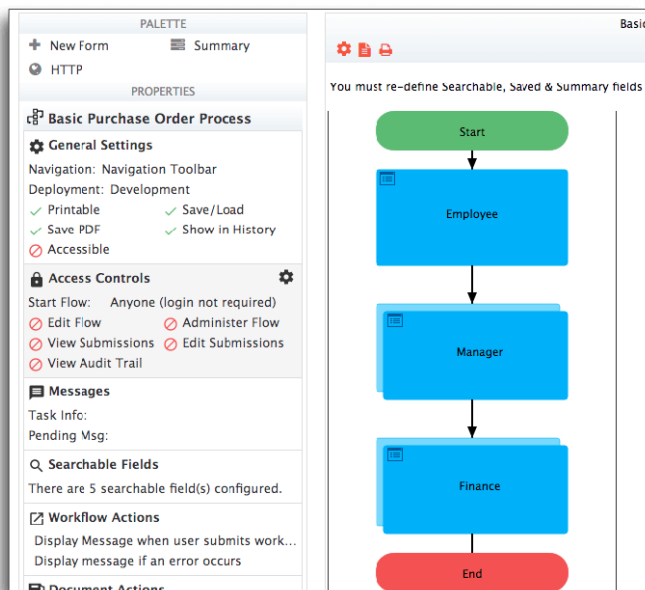 PALETTE
New Form
Summary
HTTP
PROPERTIES
Basic Purchase Order Process
General Settings
Navigation: Navigation Toolbar
Deployment: Development
Printable
Save/Load
Save PDF
Show in History
Accessible
Access Controls
Start Flow: Anyone (login not required)
Edit Flow
Administer Flow
View Submissions
Edit Submissions
View Audit Trail
Messages
Task Info:
Pending Msg:
Searchable Fields
There are 5 searchable field(s) configured.
Workflow Actions
Display Message when user submits work...
Display message if an error occurs
Document Actions
Basi
You must re-define Searchable, Saved & Summary fields
Start
Employee
Manager
Finance
End